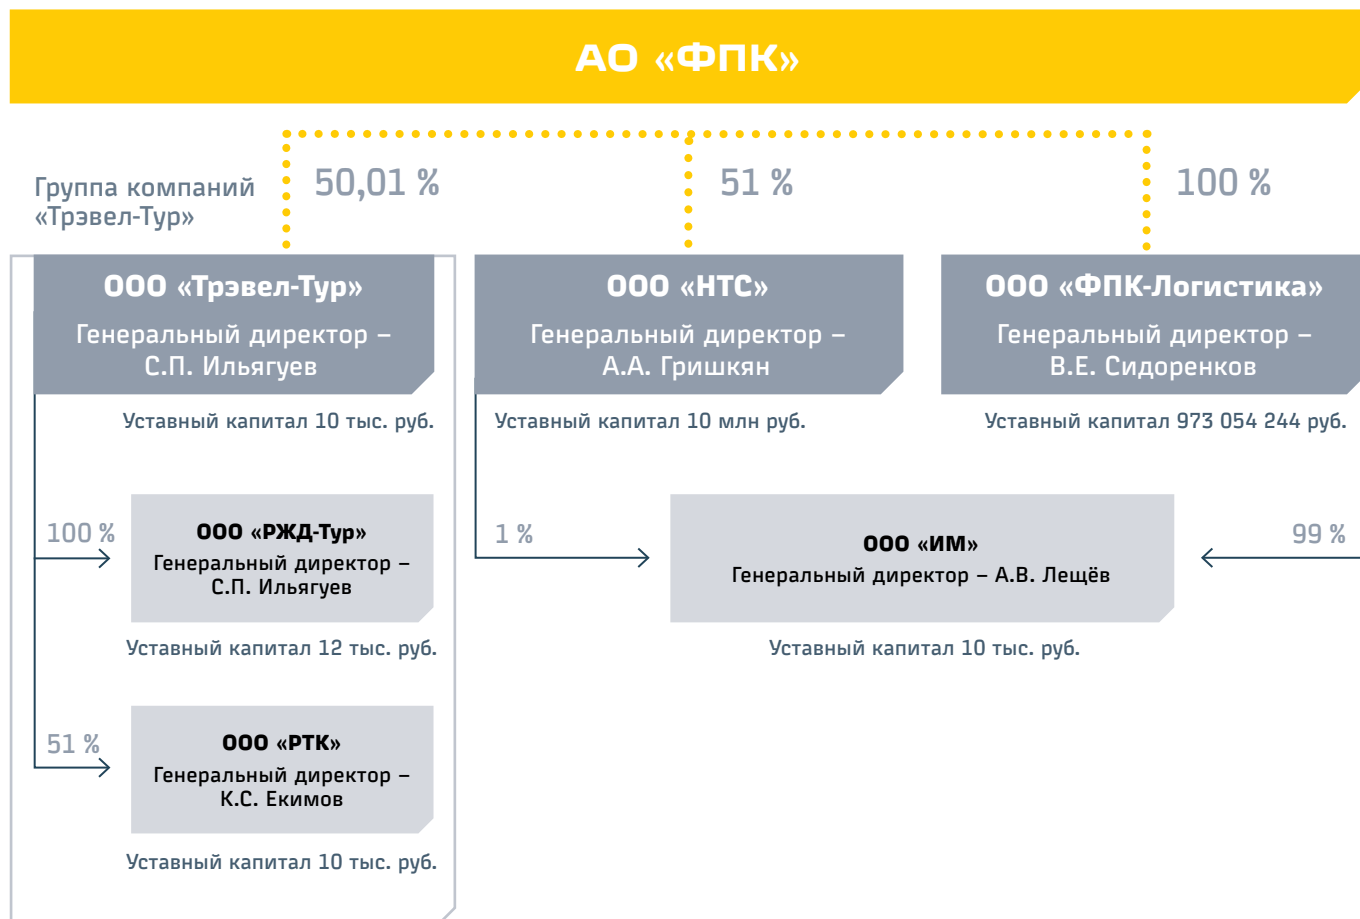 АО «ФПК»
Группа компаний
«Трэвел-Тур»
50,01 %
51 %
100 %
ООО «Трэвел-Тур»
Генеральный директор –
С.П. Ильягуев
Уставный капитал 10 тыс. руб.
ООО «НТС»
Генеральный директор –
А.А. Гришкян
Уставный капитал 10 млн руб.
ООО «ФПК-Логистика»
Генеральный директор –
В.Е. Сидоренков
Уставный капитал 973 054 244 руб.
100 %
ООО «РЖД-Тур»
Генеральный директор –
С.П. Ильягуев
Уставный капитал 12 тыс. руб.
1 %
ООО «ИМ»
Генеральный директор – А.В. Лещёв
99 %
Уставный капитал 10 тыс. руб.
51 %
ООО «РТК»
Генеральный директор –
К.С. Екимов
Уставный капитал 10 тыс. руб.